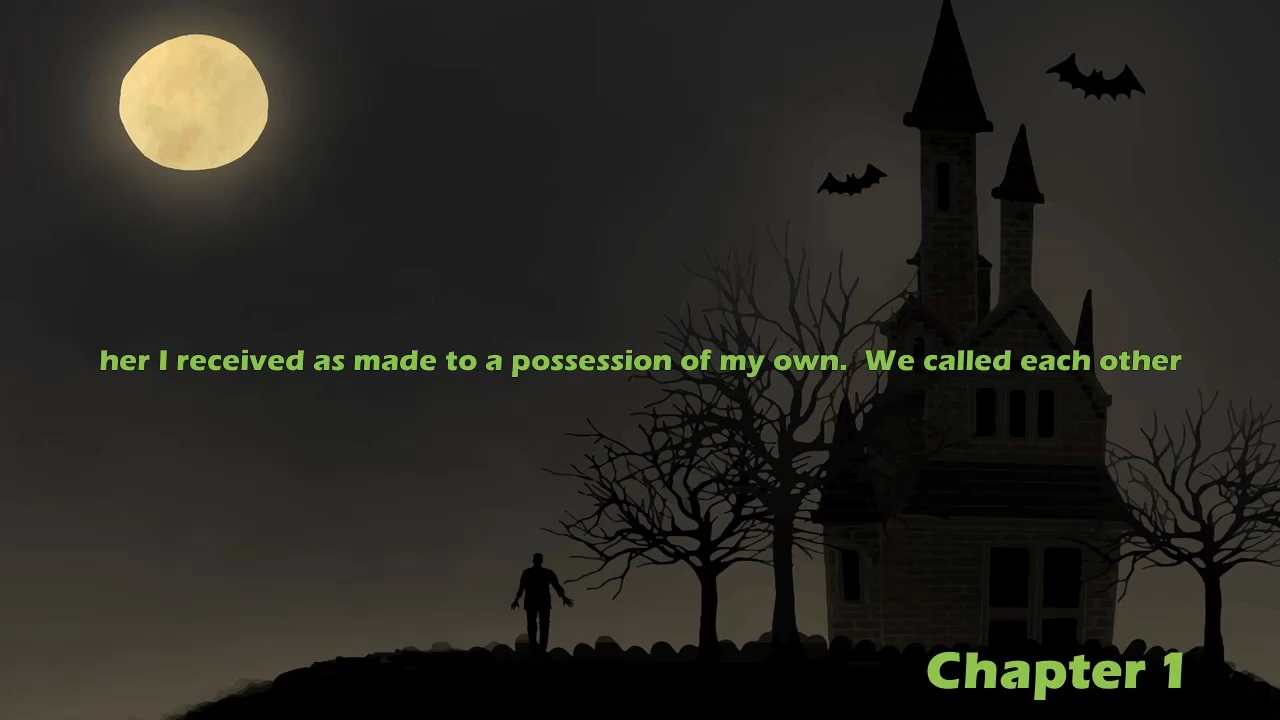 her I received as made to a possession of my own.  We called each other
Chapter 1